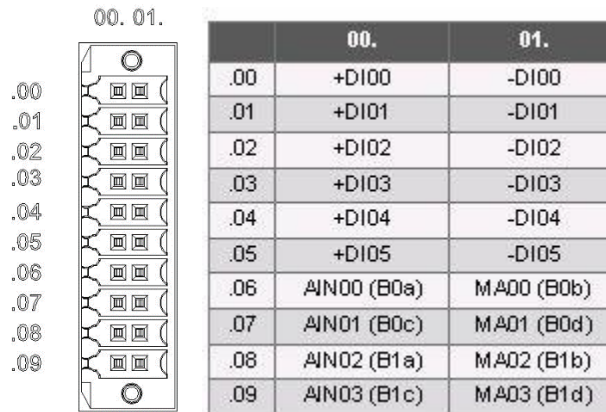 00. 01.
.00
.01
.02
.03
.04
.05
.06
.07
.08
.09
00. 01.
.00 +DI00 -DI00
.01 +DI01 -DI01
.02 +DI02 -DI02
.03 +DI03 -DI03
.04 +DI04 -DI04
.05 +DI05 -DI05
.06 AIN00 (B0a) MA00 (B0b)
.07 AIN01 (B0c) MA01 (B0d)
.08 AIN02 (B1a) MA02 (B1b)
.09 AIN03 (B1c) MA03 (B1d)